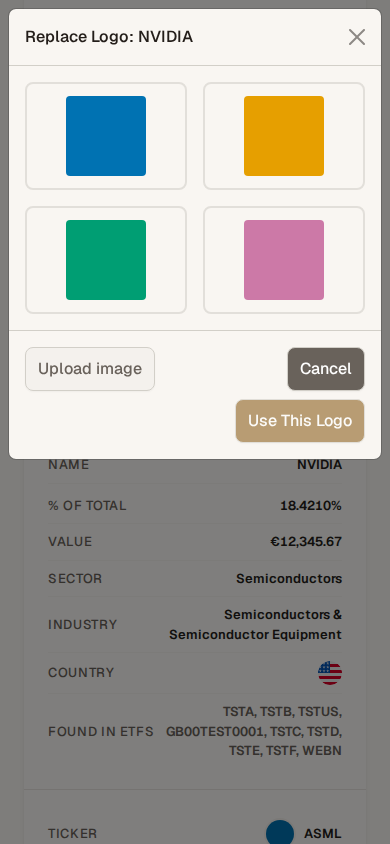 Replace Logo: NVIDIA
Upload image
Cancel
Use This Logo
NAME NVIDIA
% OF TOTAL 18.4210%
VALUE €12,345.67
SECTOR Semiconductors
INDUSTRY Semiconductors &
Semiconductor Equipment
COUNTRY
FOUND IN ETFS TSTA, TSTB, TSTUS,
GB00TEST0001, TSTC, TSTD,
TSTE, TSTF, WEBN
TICKER ASML